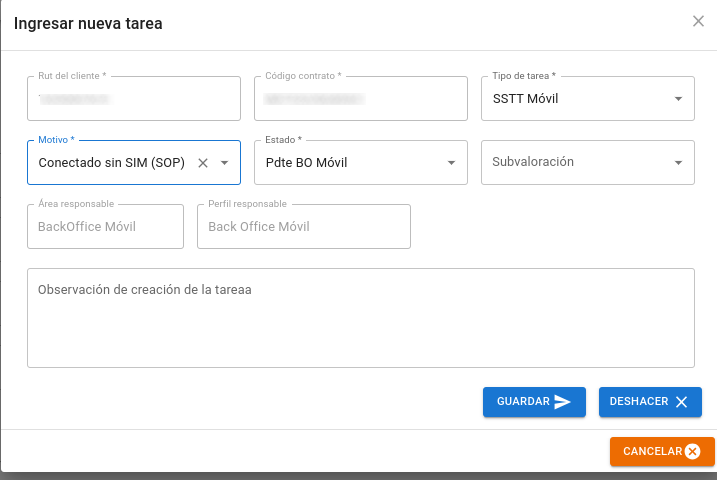 Ingresar nueva tarea
Rut del cliente *
Código contrato *
Tipo de tarea *
SSTT Móvil
Motivo *
Conectado sin SIM (SOP)
Estado *
Pdte BO Móvil
Subvaloración
Área responsable
BackOffice Móvil
Perfil responsable
Back Office Móvil
Observación de creación de la tareaa
GUARDAR
DESHACER
CANCELAR